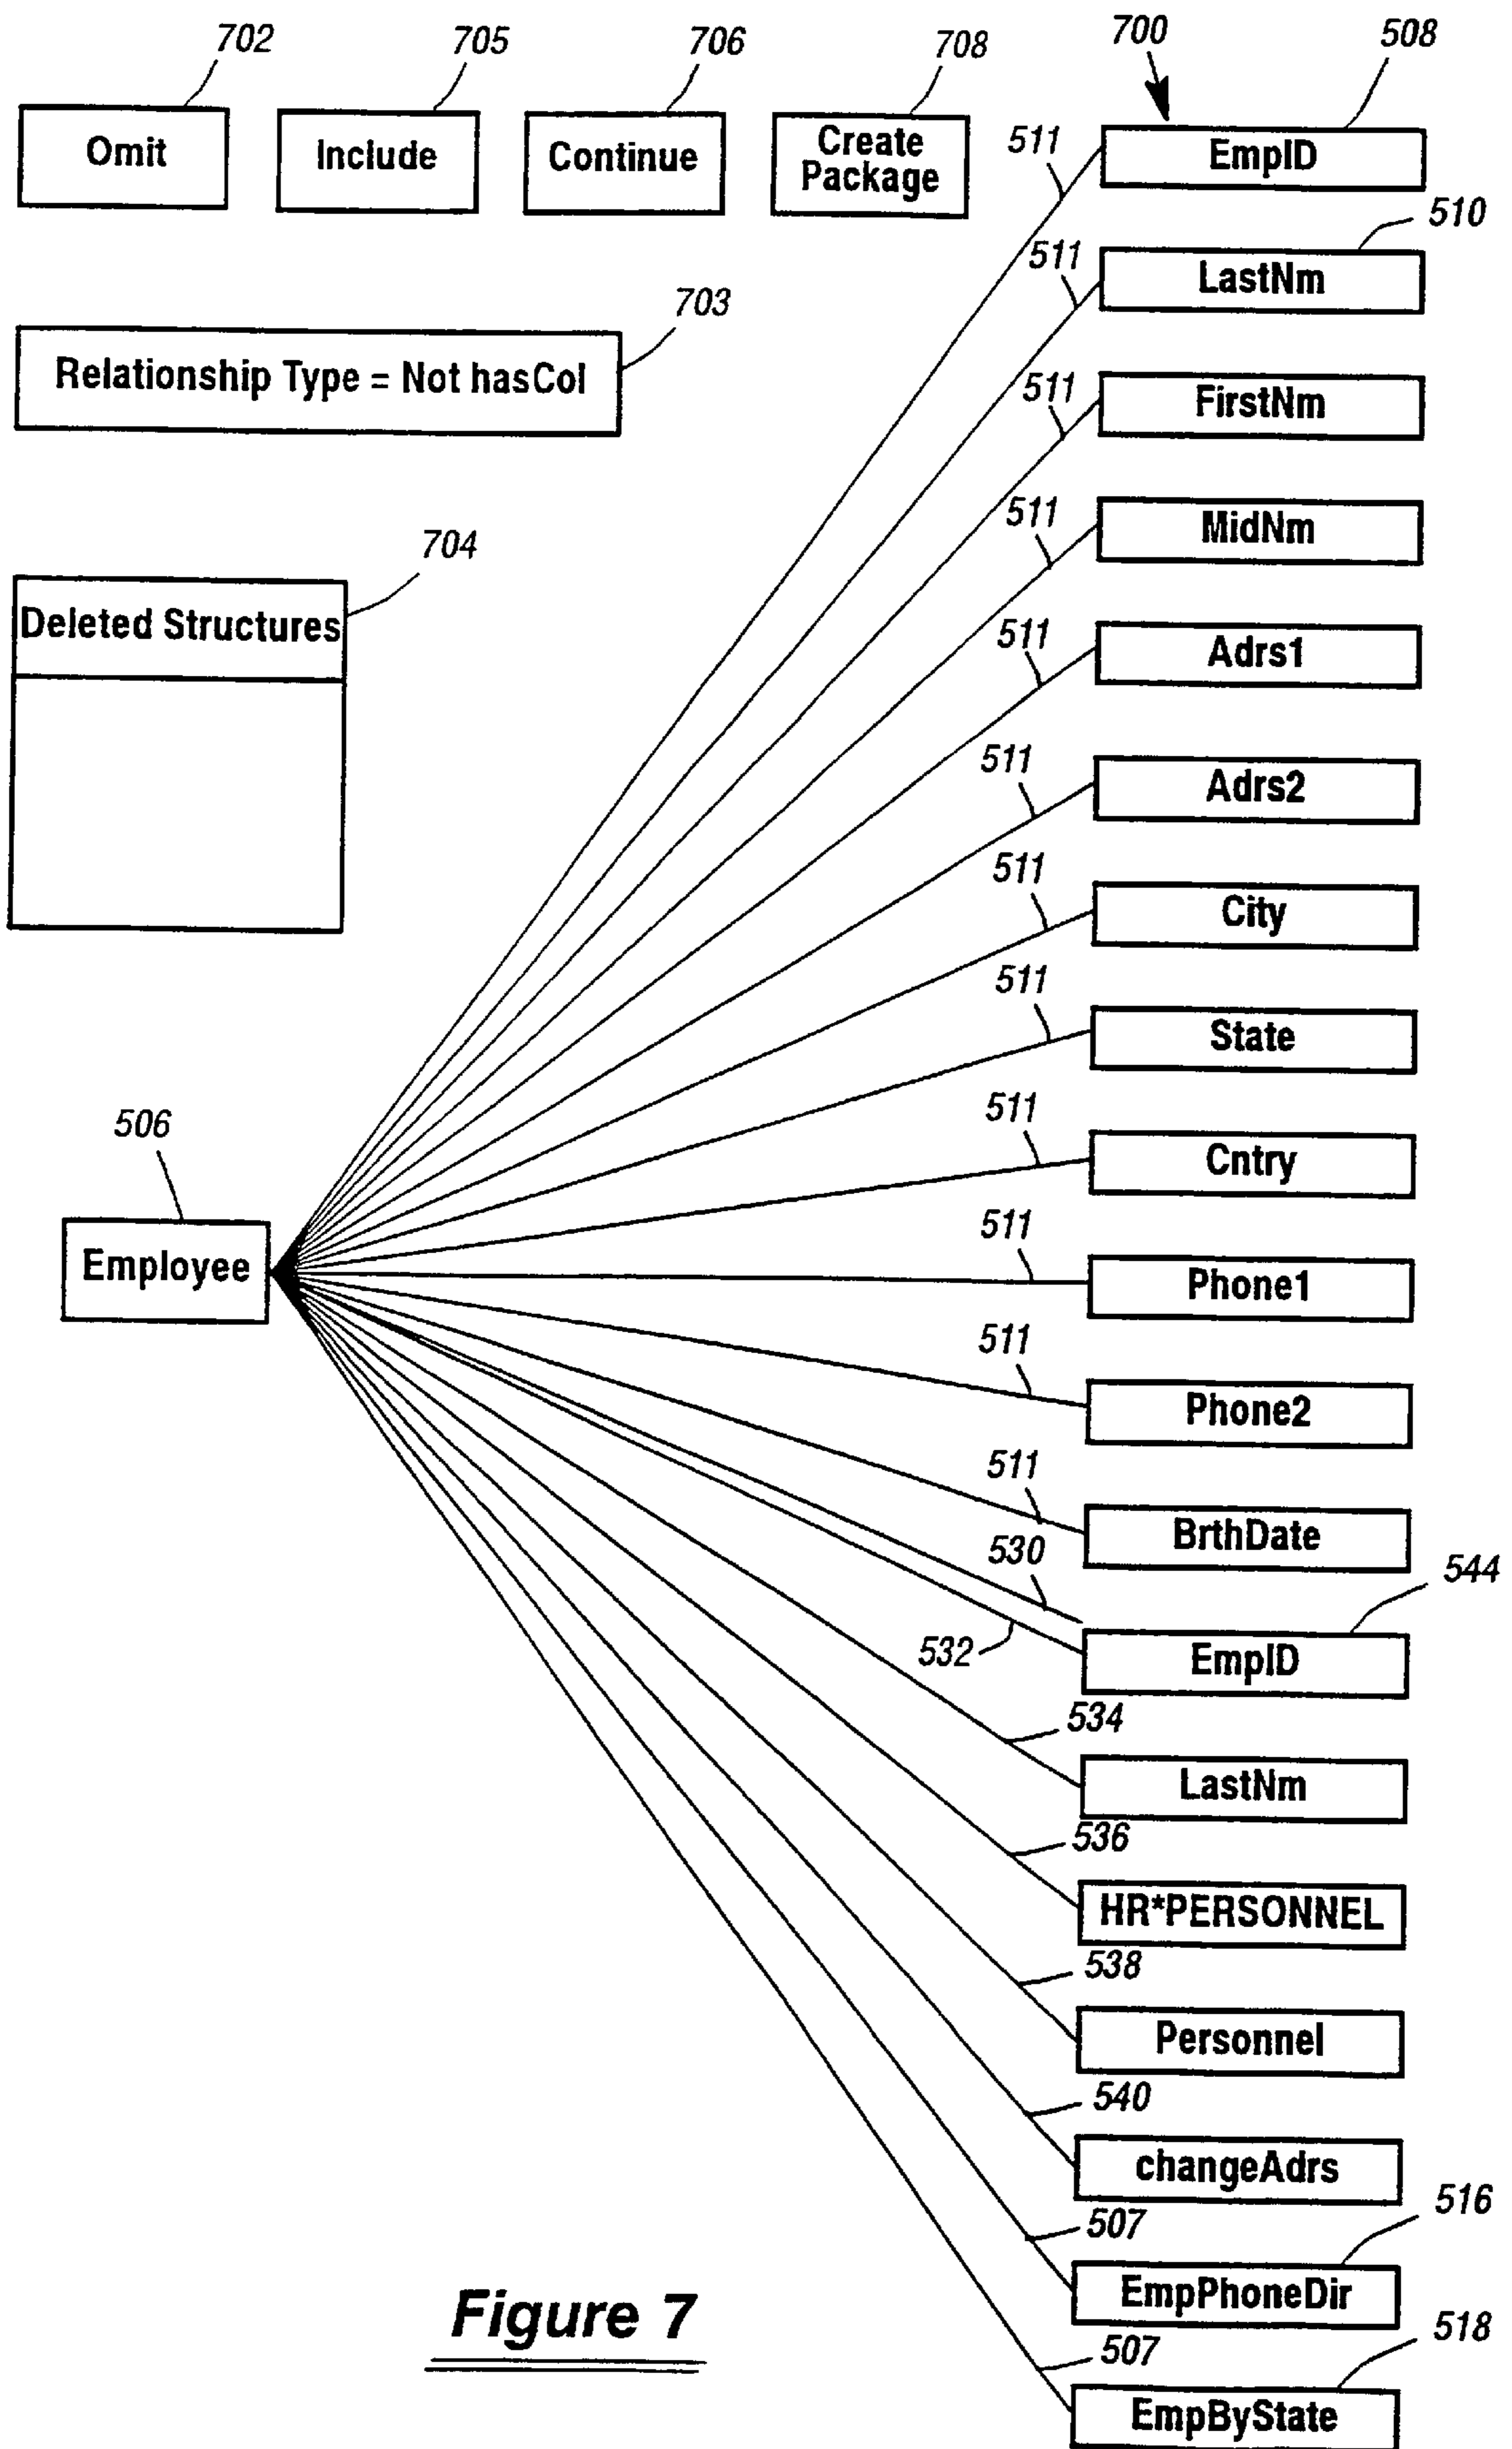 702
705
706
708
700
508
Omit
Include
Continue
Create
Package
511
EmpID
510
511
LastNm
703
Relationship Type = Not hasCol
511
FirstNm
704
511
MidNm
Deleted Structures
511
Adrs1
511
Adrs2
511
City
511
State
506
511
Cntry
Employee
511
Phone1
511
Phone2
511
BrthDate
530
544
532
EmpID
534
LastNm
536
HR*PERSONNEL
538
Personnel
540
changeAdrs
516
507
EmpPhoneDir
518
507
EmpByState
Figure 7